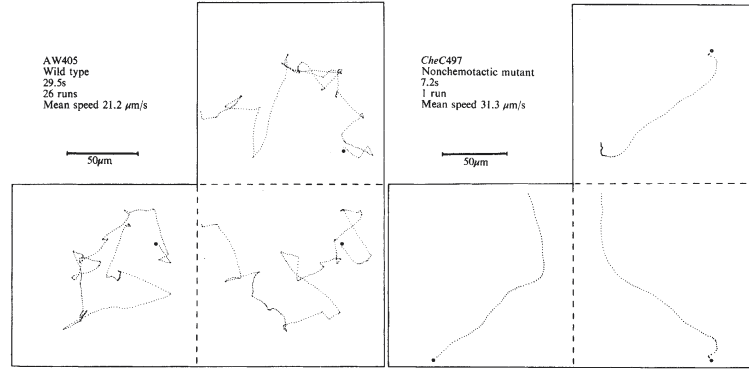 AW405
Wild type
29.5s
26 runs
Mean speed 21.2 μm/s
50μm
CheC497
Nonchemotactic mutant
7.2s
1 run
Mean speed 31.3 μm/s
50μm